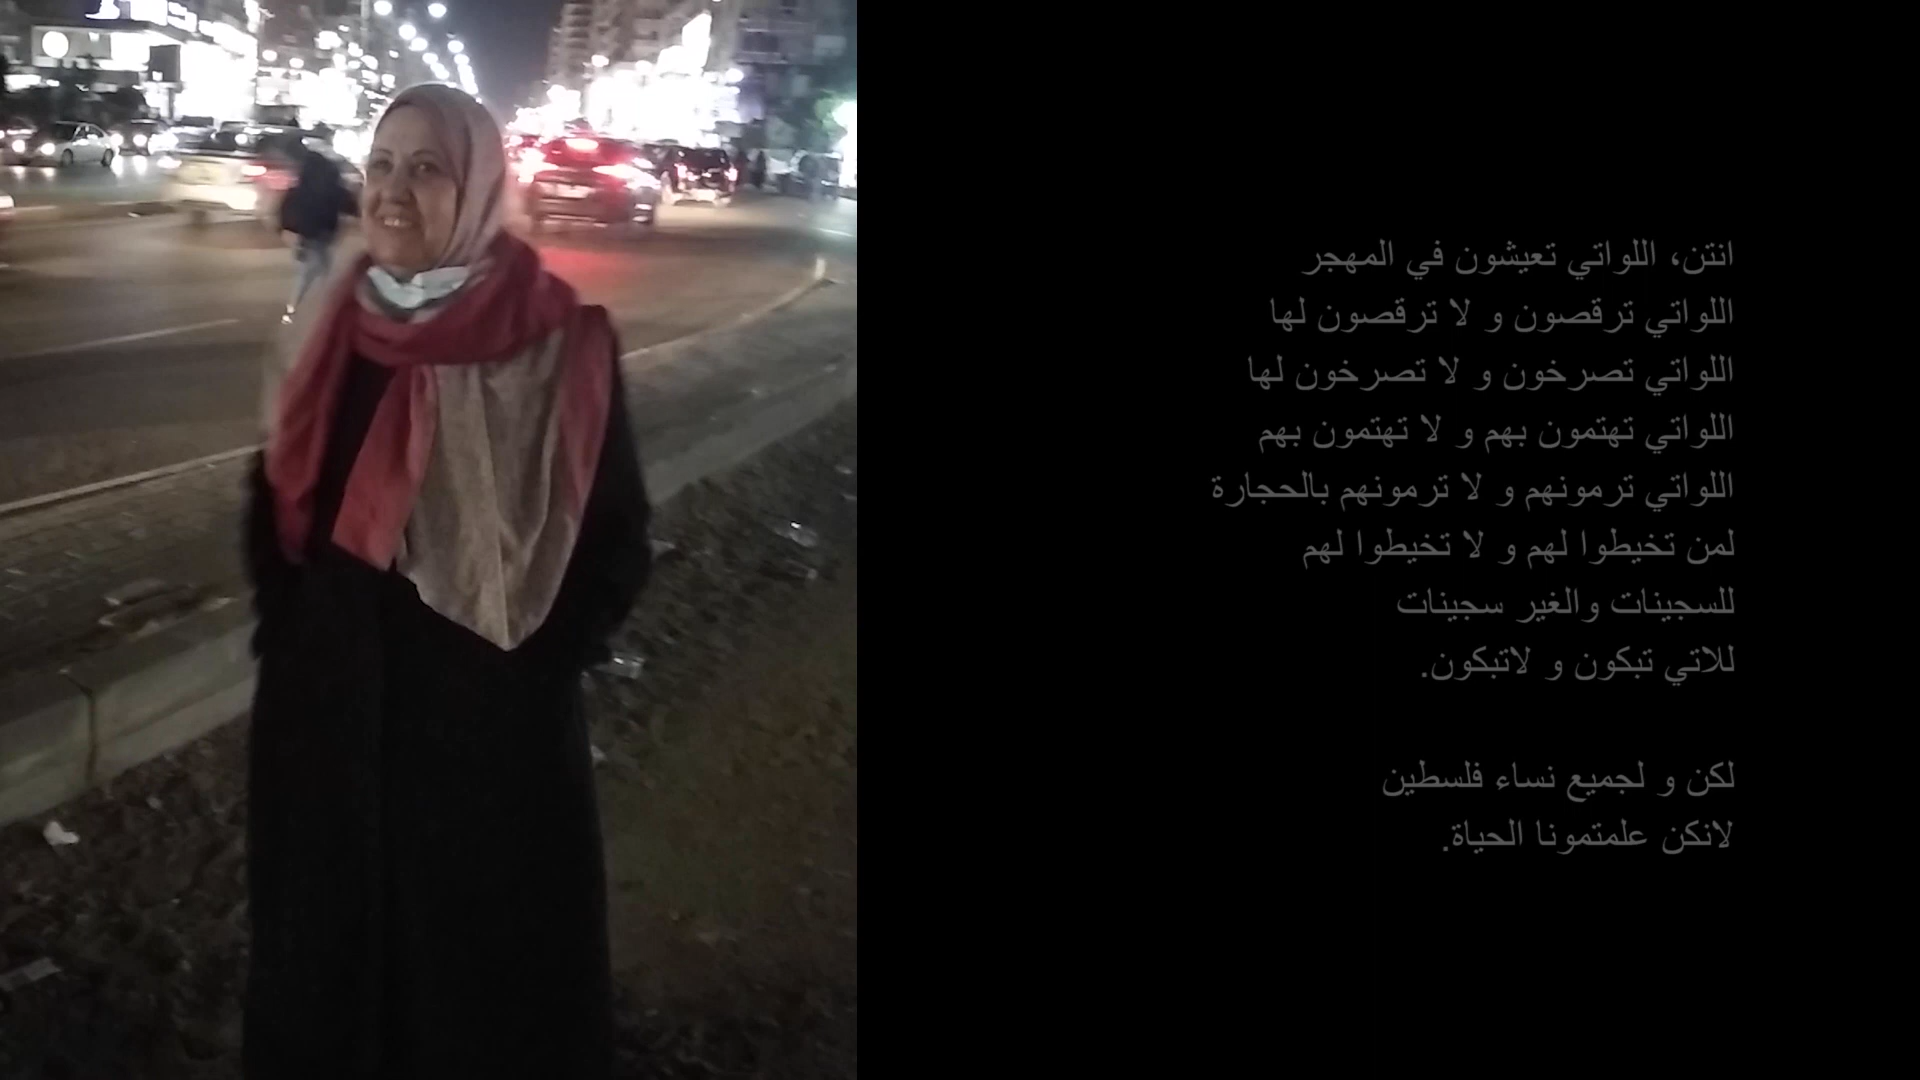 انتن، اللواتي تعيشون في المهجر
اللواتي ترقصون و لا ترقصون لها
اللواتي تصرخون و لا تصرخون لها
اللواتي تهتمون بهم و لا تهتمون بهم
اللواتي ترمونهم و لا ترمونهم بالحجارة
لمن تخيطوا لهم و لا تخيطوا لهم
للسجينات والغير سجينات
للاتي تبكون و لاتبكون.
لكن و لجميع نساء فلسطين
لانكن علمتمونا الحياة.